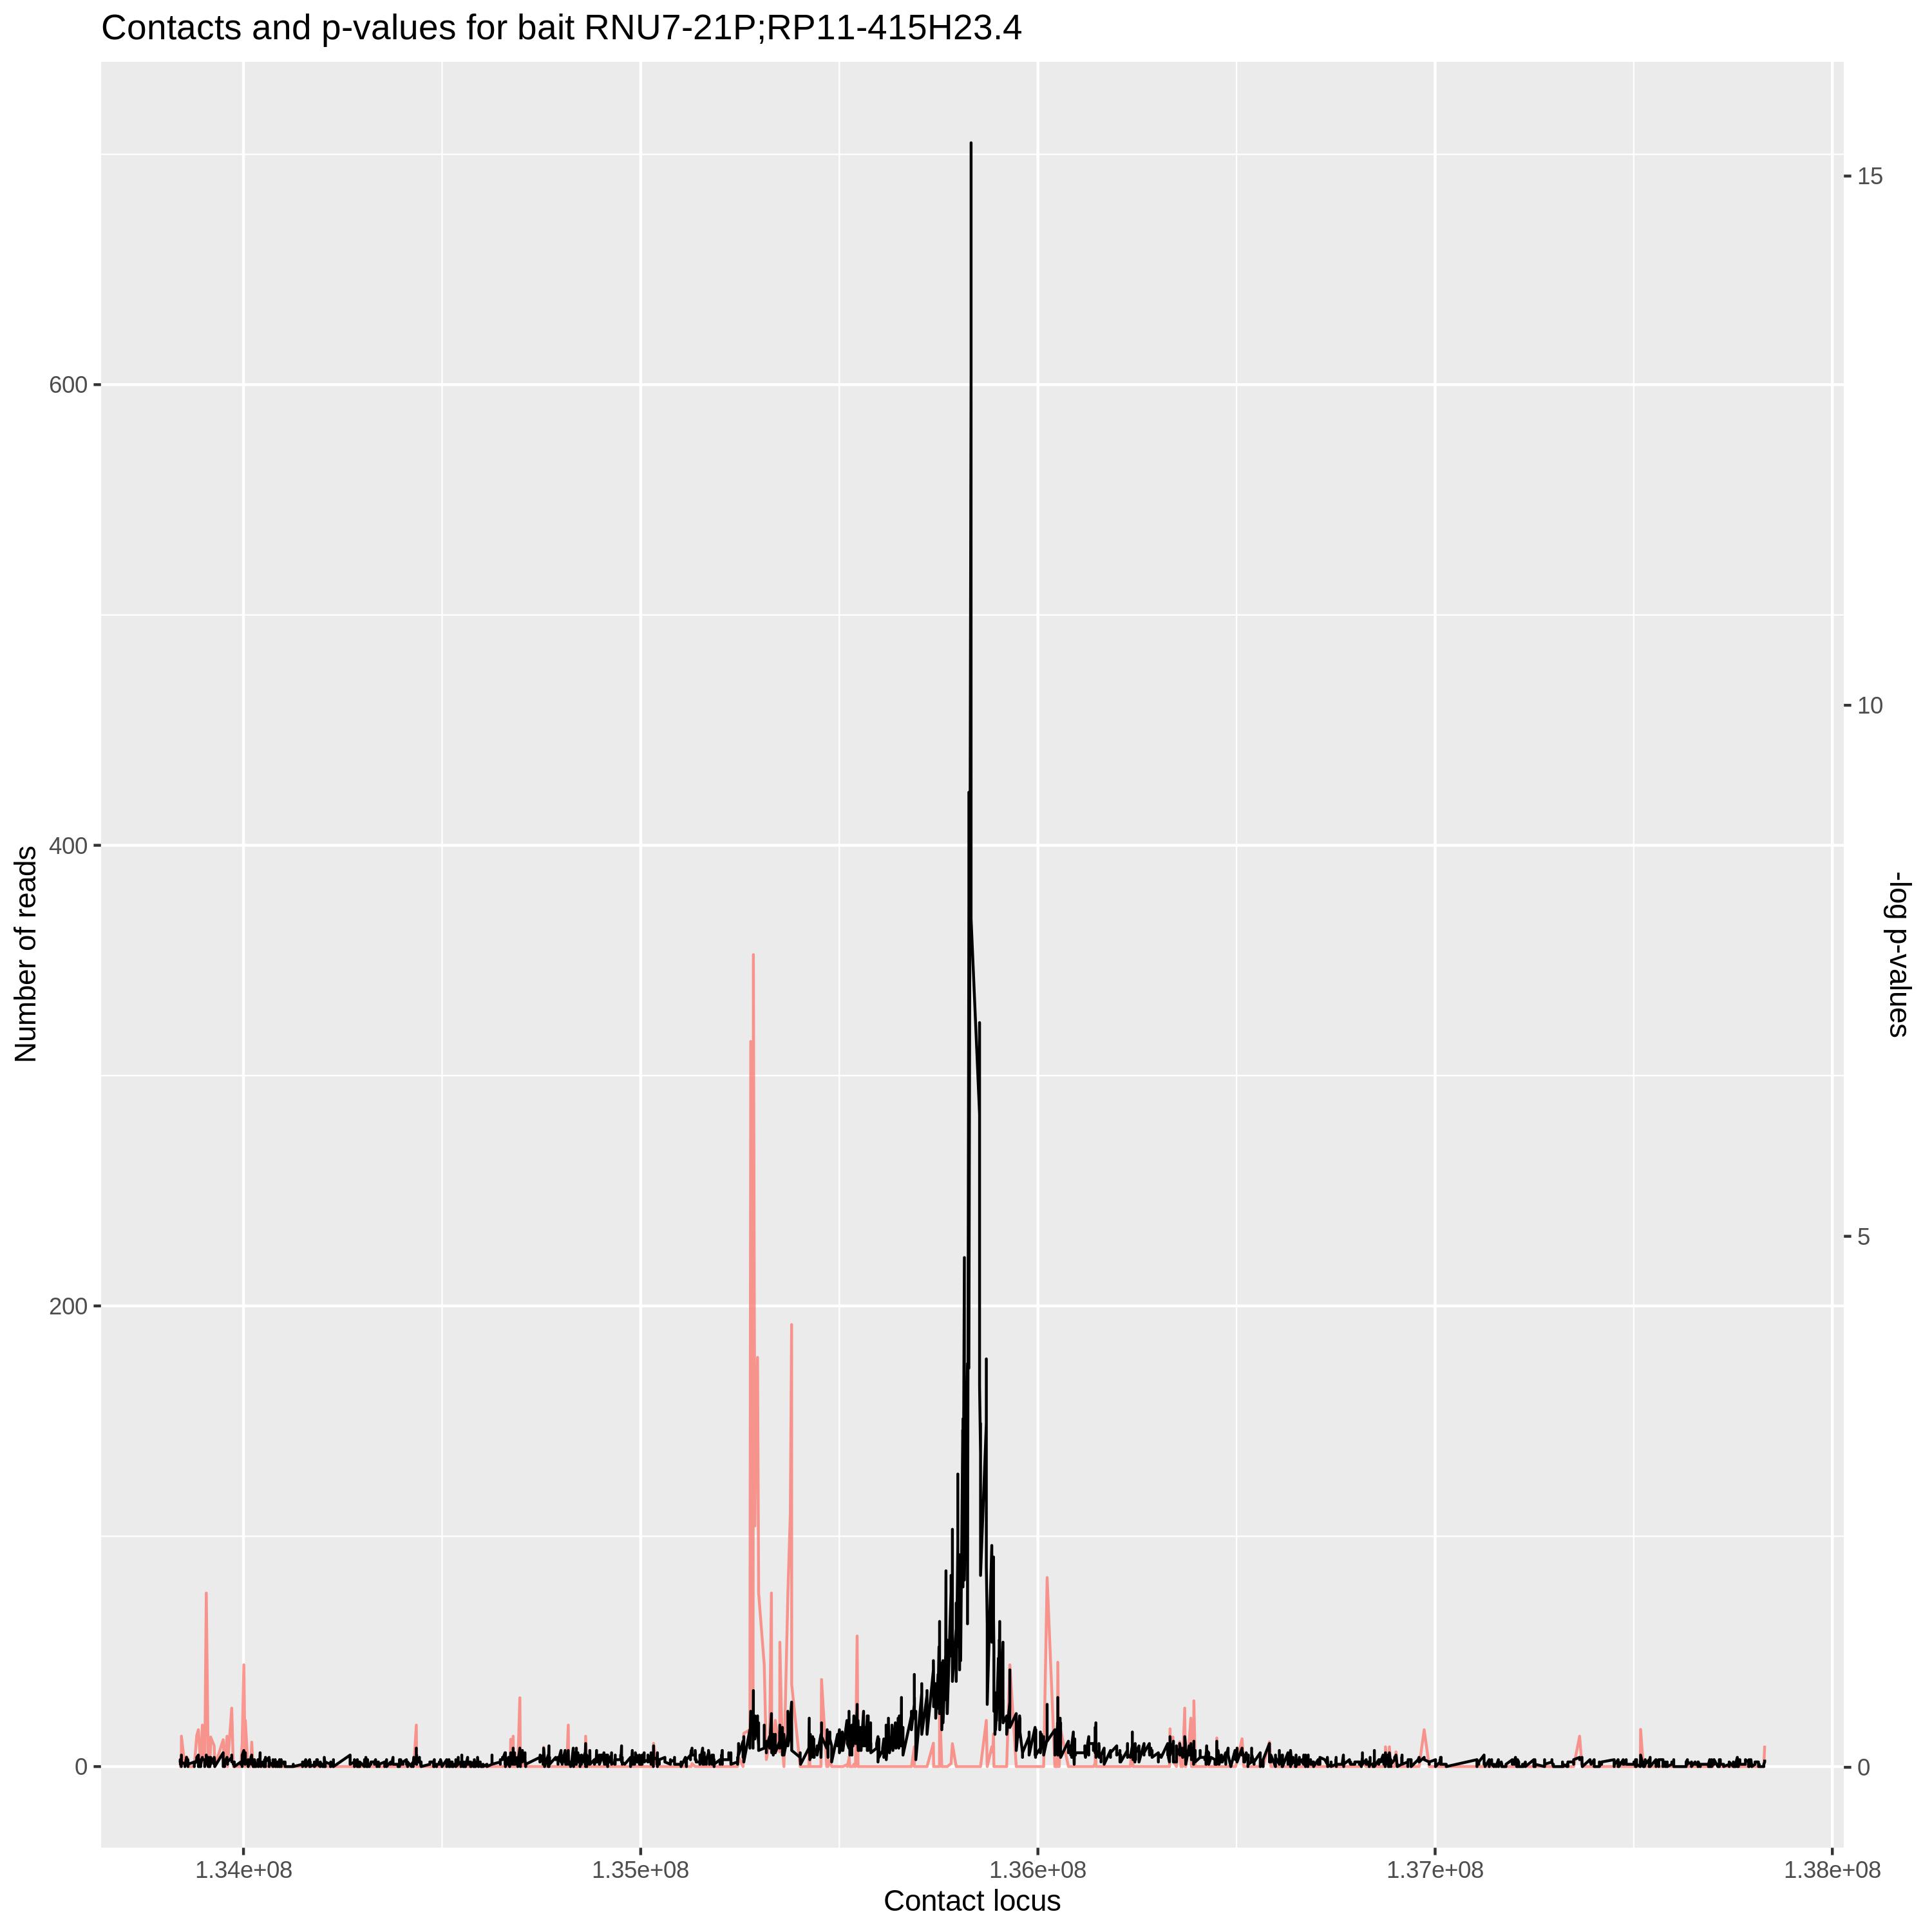 Contacts and p-values for bait RNU7-21P;RP11-415H23.4
Number of reads
600
400
200
0
15
10
5
0
-log p-values
1.34e+08 1.35e+08 1.36e+08 1.37e+08 1.38e+08
Contact locus